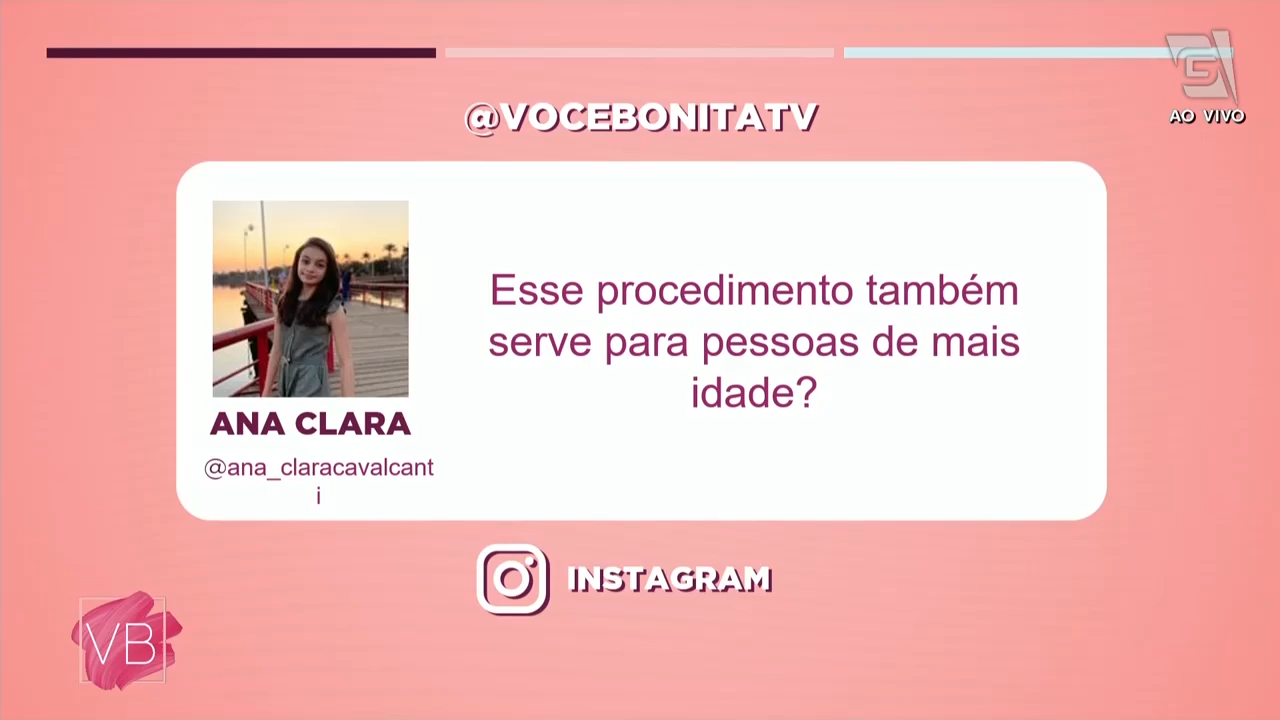 AO VIVO
@VOCEBONITATV
Esse procedimento também
serve para pessoas de mais
idade?
ANA CLARA
@ana_claracavalcant
i
INSTAGRAM
VB